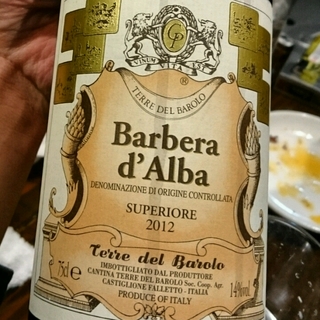 CP
VINUM
TERRE DEL BAROLO
®
Barbera
d'Alba
DENOMINAZIONE DI ORIGINE CONTROLLATA
SUPERIORE
2012
Terre del Barolo
IMBOTTIGLIATO DAL PRODUTTORE
CANTINA TERRE DEL BAROLO Soc. Coop. Agr.
CASTIGLIONE FALLETTO - ITALIA
75cl e
14%vol.
PRODUCE OF ITALY